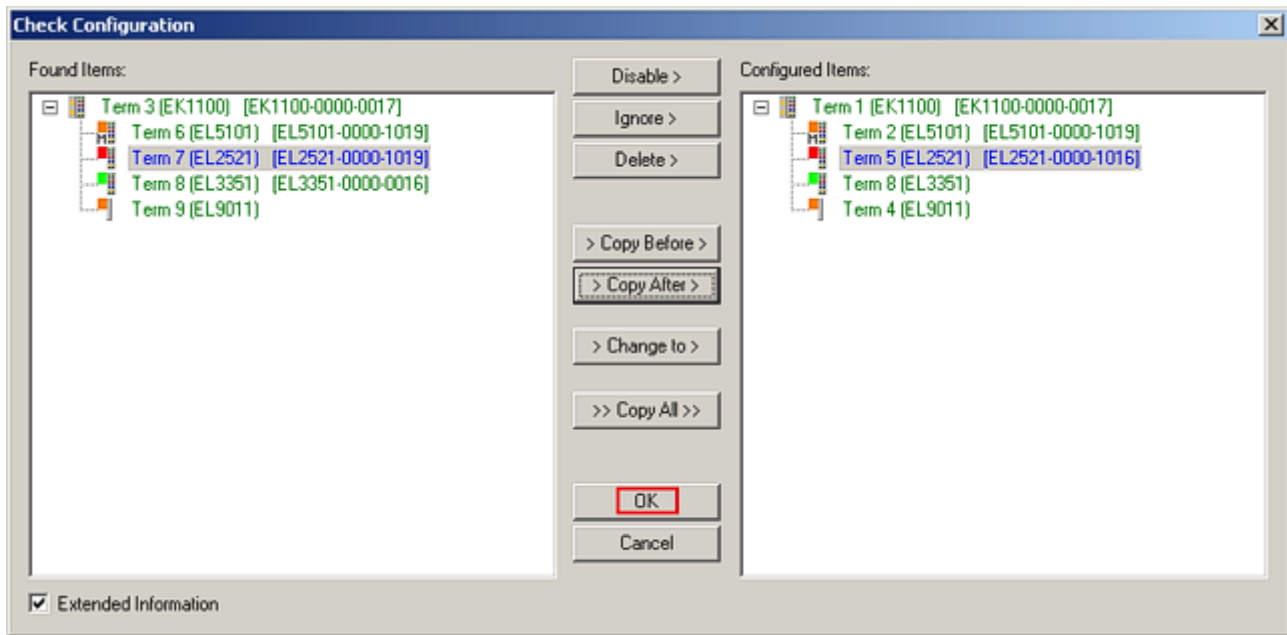 Check Configuration
Found Items:
Term 3 (EK1100) [EK1100-0000-0017]
Term 6 (EL5101) [EL5101-0000-1019]
Term 7 (EL2521) [EL2521-0000-1019]
Term 8 (EL3351) [EL3351-0000-0016]
Term 9 (EL9011)
Disable >
Ignore >
Delete >
> Copy Before >
> Copy After >
> Change to >
>> Copy All >>
OK
Cancel
Configured Items:
Term 1 (EK1100) [EK1100-0000-0017]
Term 2 (EL5101) [EL5101-0000-1019]
Term 5 (EL2521) [EL2521-0000-1016]
Term 8 (EL3351)
Term 4 (EL9011)
Extended Information